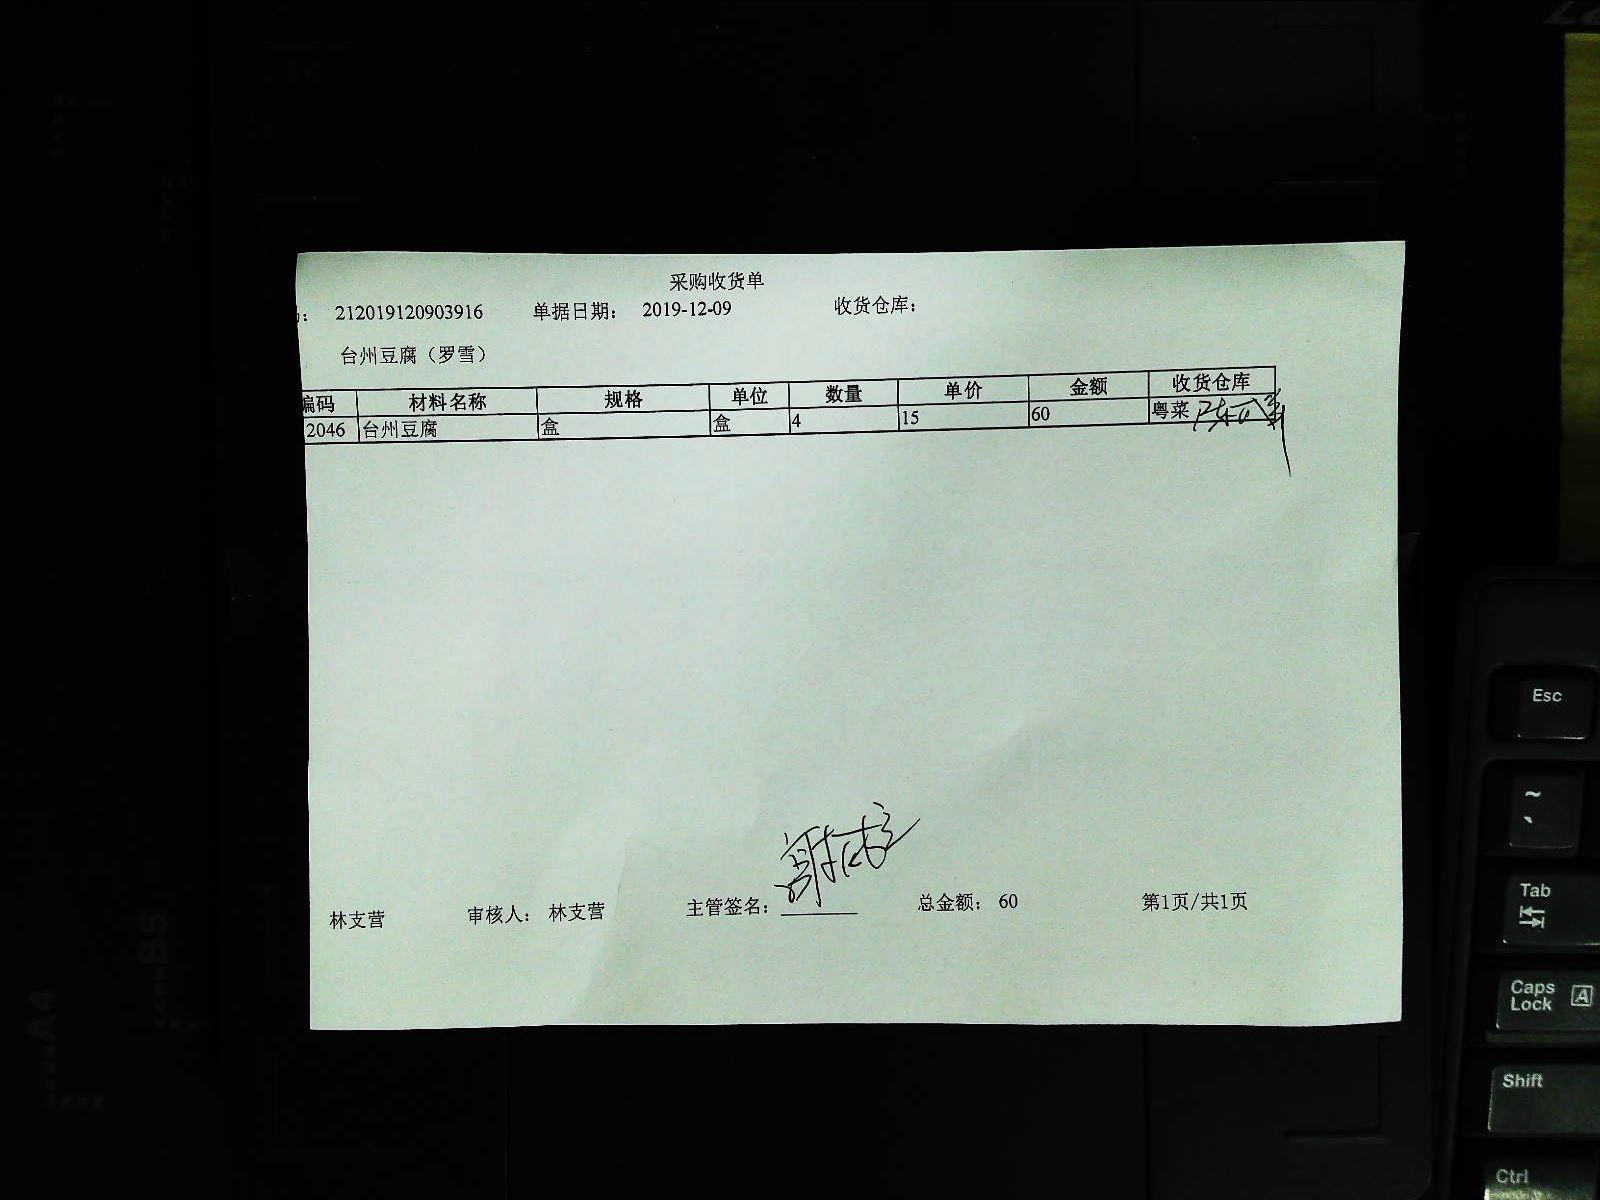 采购收货单
: 212019120903916 单据日期: 2019-12-09 收货仓库:
台州豆腐（罗雪）
编码 材料名称 规格 单位 数量 单价 金额 收货仓库
2046 台州豆腐 盒 盒 4 15 60 粤菜
林支营 审核人: 林支营 主管签名: 总金额: 60 第1页/共1页
Esc
~
`
Tab
Caps Lock A
Shift
Ctrl
A4
B5